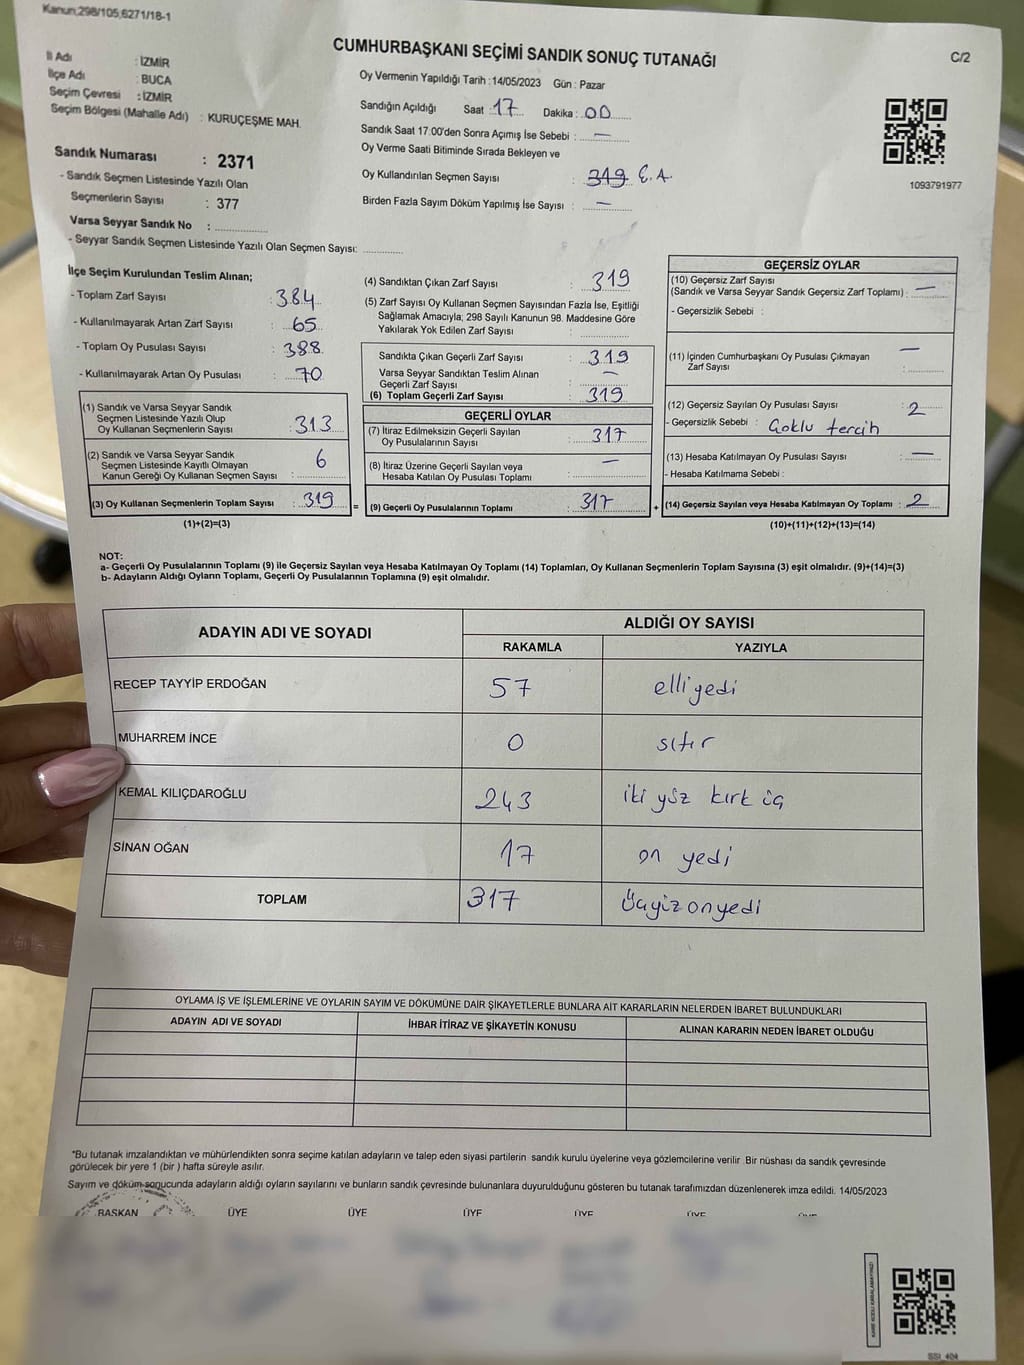 Kanun;298/105,6271/18-1
CUMHURBAŞKANI SEÇİMİ SANDIK SONUÇ TUTANAĞI
C/2
İl Adı : İZMİR
İlçe Adı : BUCA
Seçim Çevresi : İZMİR
Seçim Bölgesi (Mahalle Adı) : KURUÇEŞME MAH.
Sandık Numarası : 2371
- Sandık Seçmen Listesinde Yazılı Olan
Seçmenlerin Sayısı : 377
Varsa Seyyar Sandık No : ..............
- Seyyar Sandık Seçmen Listesinde Yazılı Olan Seçmen Sayısı: ............
Oy Vermenin Yapıldığı Tarih : 14/05/2023 Gün : Pazar
Sandığın Açıldığı Saat : 17 Dakika : 00
Sandık Saat 17:00'den Sonra Açımış İse Sebebi : —
Oy Verme Saati Bitiminde Sırada Bekleyen ve
Oy Kullandırılan Seçmen Sayısı : 319 E.A.
Birden Fazla Sayım Döküm Yapılmış İse Sayısı : —
1093791977
İlçe Seçim Kurulundan Teslim Alınan;
- Toplam Zarf Sayısı : 384
- Kullanılmayarak Artan Zarf Sayısı : 65
- Toplam Oy Pusulası Sayısı : 388
- Kullanılmayarak Artan Oy Pusulası : 70
(1) Sandık ve Varsa Seyyar Sandık
Seçmen Listesinde Yazılı Olup
Oy Kullanan Seçmenlerin Sayısı : 313
(2) Sandık ve Varsa Seyyar Sandık
Seçmen Listesinde Kayıtlı Olmayan
Kanun Gereği Oy Kullanan Seçmen Sayısı : 6
(3) Oy Kullanan Seçmenlerin Toplam Sayısı : 319
(1)+(2)=(3)
(4) Sandıktan Çıkan Zarf Sayısı : 319
(5) Zarf Sayısı Oy Kullanan Seçmen Sayısından Fazla İse, Eşitliği
Sağlamak Amacıyla; 298 Sayılı Kanunun 98. Maddesine Göre
Yakılarak Yok Edilen Zarf Sayısı :
Sandıkta Çıkan Geçerli Zarf Sayısı : 319
Varsa Seyyar Sandıktan Teslim Alınan
Geçerli Zarf Sayısı : —
(6) Toplam Geçerli Zarf Sayısı : 319
GEÇERLİ OYLAR
(7) İtiraz Edilmeksizin Geçerli Sayılan
Oy Pusulalarının Sayısı : 317
(8) İtiraz Üzerine Geçerli Sayılan veya
Hesaba Katılan Oy Pusulası Toplamı : —
= (9) Geçerli Oy Pusulalarının Toplamı : 317
GEÇERSİZ OYLAR
(10) Geçersiz Zarf Sayısı
(Sandık ve Varsa Seyyar Sandık Geçersiz Zarf Toplamı) : —
- Geçersizlik Sebebi :
(11) İçinden Cumhurbaşkanı Oy Pusulası Çıkmayan
Zarf Sayısı : —
(12) Geçersiz Sayılan Oy Pusulası Sayısı : 2
- Geçersizlik Sebebi : Çoklu tercih
(13) Hesaba Katılmayan Oy Pusulası Sayısı : —
- Hesaba Katılmama Sebebi :
+ (14) Geçersiz Sayılan veya Hesaba Katılmayan Oy Toplamı : 2
(10)+(11)+(12)+(13)=(14)
NOT:
a- Geçerli Oy Pusulalarının Toplamı (9) ile Geçersiz Sayılan veya Hesaba Katılmayan Oy Toplamı (14) Toplamları, Oy Kullanan Seçmenlerin Toplam Sayısına (3) eşit olmalıdır. (9)+(14)=(3)
b- Adayların Aldığı Oyların Toplamı, Geçerli Oy Pusulalarının Toplamına (9) eşit olmalıdır.
ADAYIN ADI VE SOYADI ALDIĞI OY SAYISI
RAKAMLA YAZIYLA
RECEP TAYYİP ERDOĞAN 57 elli yedi
MUHARREM İNCE 0 sıfır
KEMAL KILIÇDAROĞLU 243 iki yüz kırk üç
SİNAN OĞAN 17 on yedi
TOPLAM 317 Üçyüz onyedi
OYLAMA İŞ VE İŞLEMLERİNE VE OYLARIN SAYIM VE DÖKÜMÜNE DAİR ŞİKAYETLERLE BUNLARA AİT KARARLARIN NELERDEN İBARET BULUNDUKLARI
ADAYIN ADI VE SOYADI İHBAR İTİRAZ VE ŞİKAYETİN KONUSU ALINAN KARARIN NEDEN İBARET OLDUĞU
*Bu tutanak imzalandıktan ve mühürlendikten sonra seçime katılan adayların ve talep eden siyasi partilerin sandık kurulu üyelerine veya gözlemcilerine verilir .Bir nüshası da sandık çevresinde
görülecek bir yere 1 (bir ) hafta süreyle asılır.
Sayım ve döküm sonucunda adayların aldığı oyların sayılarını ve bunların sandık çevresinde bulunanlara duyurulduğunu gösteren bu tutanak tarafımızdan düzenlenerek imza edildi. 14/05/2023
BAŞKAN ÜYE ÜYE ÜYE ÜYE ÜYE
KARE KODU KARALAMAYINIZ!
SSI_404